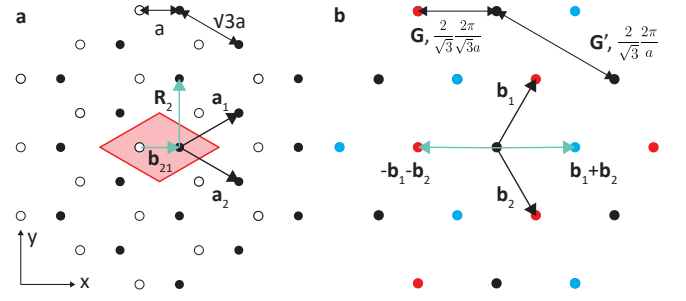 a
a
√3a
R₂
a₁
b₂₁
a₂
y
x
b
G, 2/√3 2π/√3a
G', 2/√3 2π/a
b₁
-b₁-b₂
b₁+b₂
b₂